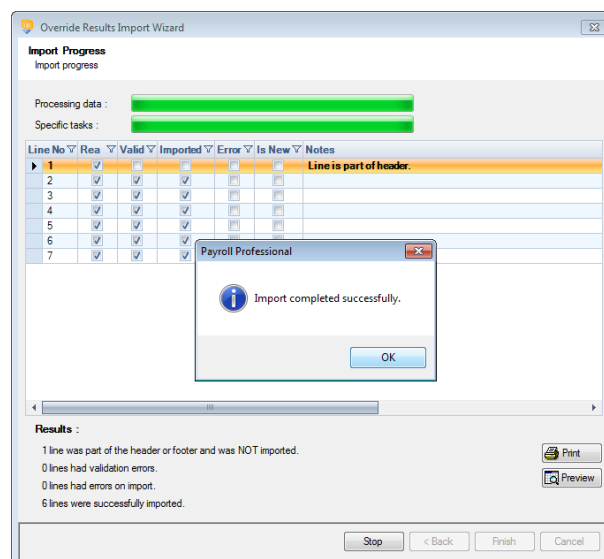 Override Results Import Wizard
Import Progress
Import progress
Processing data :
Specific tasks :
Line No Rea Valid Imported Error Is New Notes
1 Line is part of header.
2
3
4
5
6
7
Payroll Professional
Import completed successfully.
OK
Results :
1 line was part of the header or footer and was NOT imported.
0 lines had validation errors.
0 lines had errors on import.
6 lines were successfully imported.
Print
Preview
Stop < Back Finish Cancel